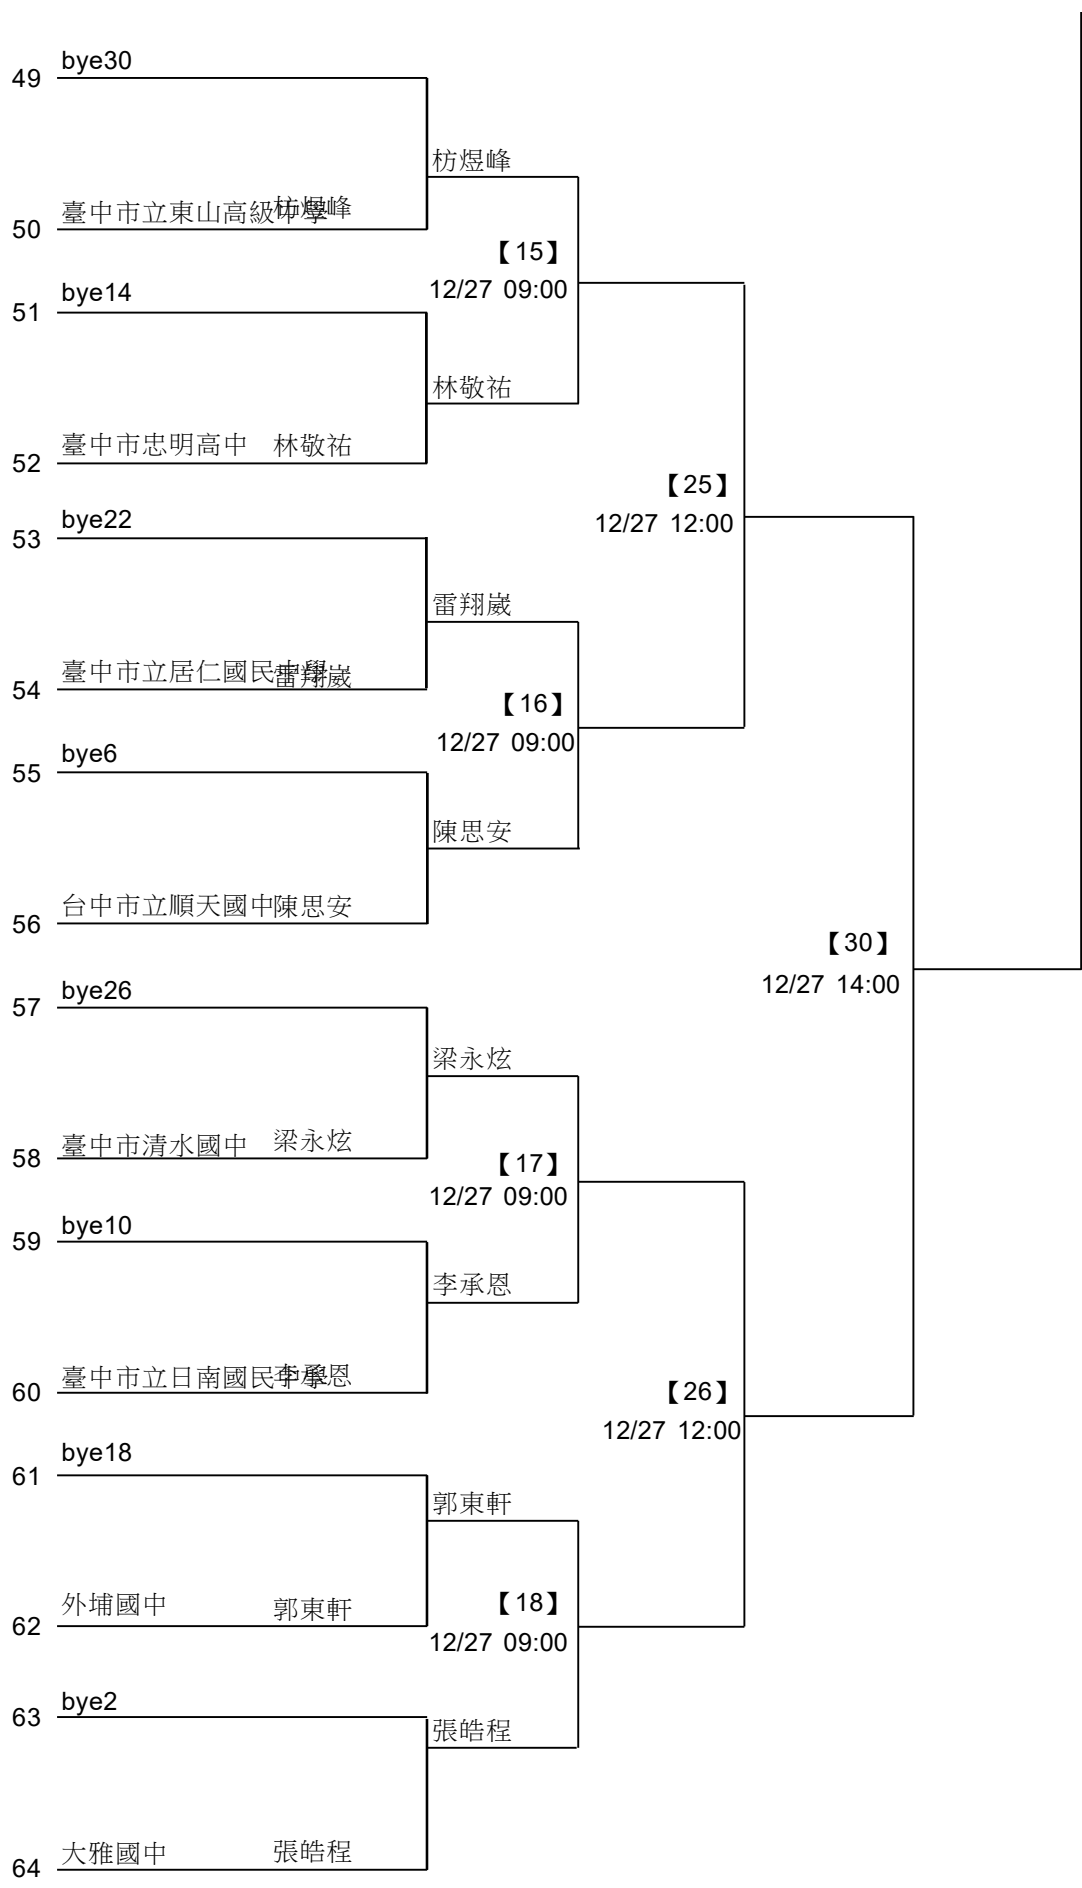 bye30
49
枋煜峰
臺中市立東山高級中學 枋煜峰
50
【15】
12/27 09:00
bye14
51
林敬祐
臺中市忠明高中 林敬祐
52
【25】
12/27 12:00
bye22
53
雷翔崴
臺中市立居仁國民中學 雷翔崴
54
【16】
12/27 09:00
bye6
55
陳思安
台中市立順天國中 陳思安
56
【30】
12/27 14:00
bye26
57
梁永炫
臺中市清水國中 梁永炫
58
【17】
12/27 09:00
bye10
59
李承恩
臺中市立日南國民中學 李承恩
60
【26】
12/27 12:00
bye18
61
郭東軒
外埔國中 郭東軒
62
【18】
12/27 09:00
bye2
63
張皓程
大雅國中 張皓程
64